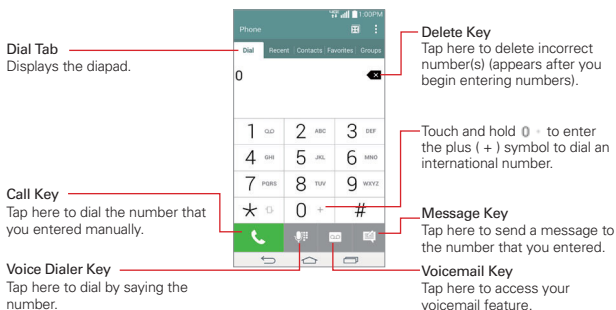 Dial Tab
Displays the diapad.
Call Key
Tap here to dial the number that
you entered manually.
Voice Dialer Key
Tap here to dial by saying the
number.
1:00PM
Phone
Dial Recent Contacts Favorites Groups
0
1
2 ABC 3 DEF
4 GHI 5 JKL 6 MNO
7 PQRS 8 TUV 9 WXYZ
* 0 + #
Delete Key
Tap here to delete incorrect
number(s) (appears after you
begin entering numbers).
Touch and hold 0 + to enter
the plus ( + ) symbol to dial an
international number.
Message Key
Tap here to send a message to
the number that you entered.
Voicemail Key
Tap here to access your
voicemail feature.